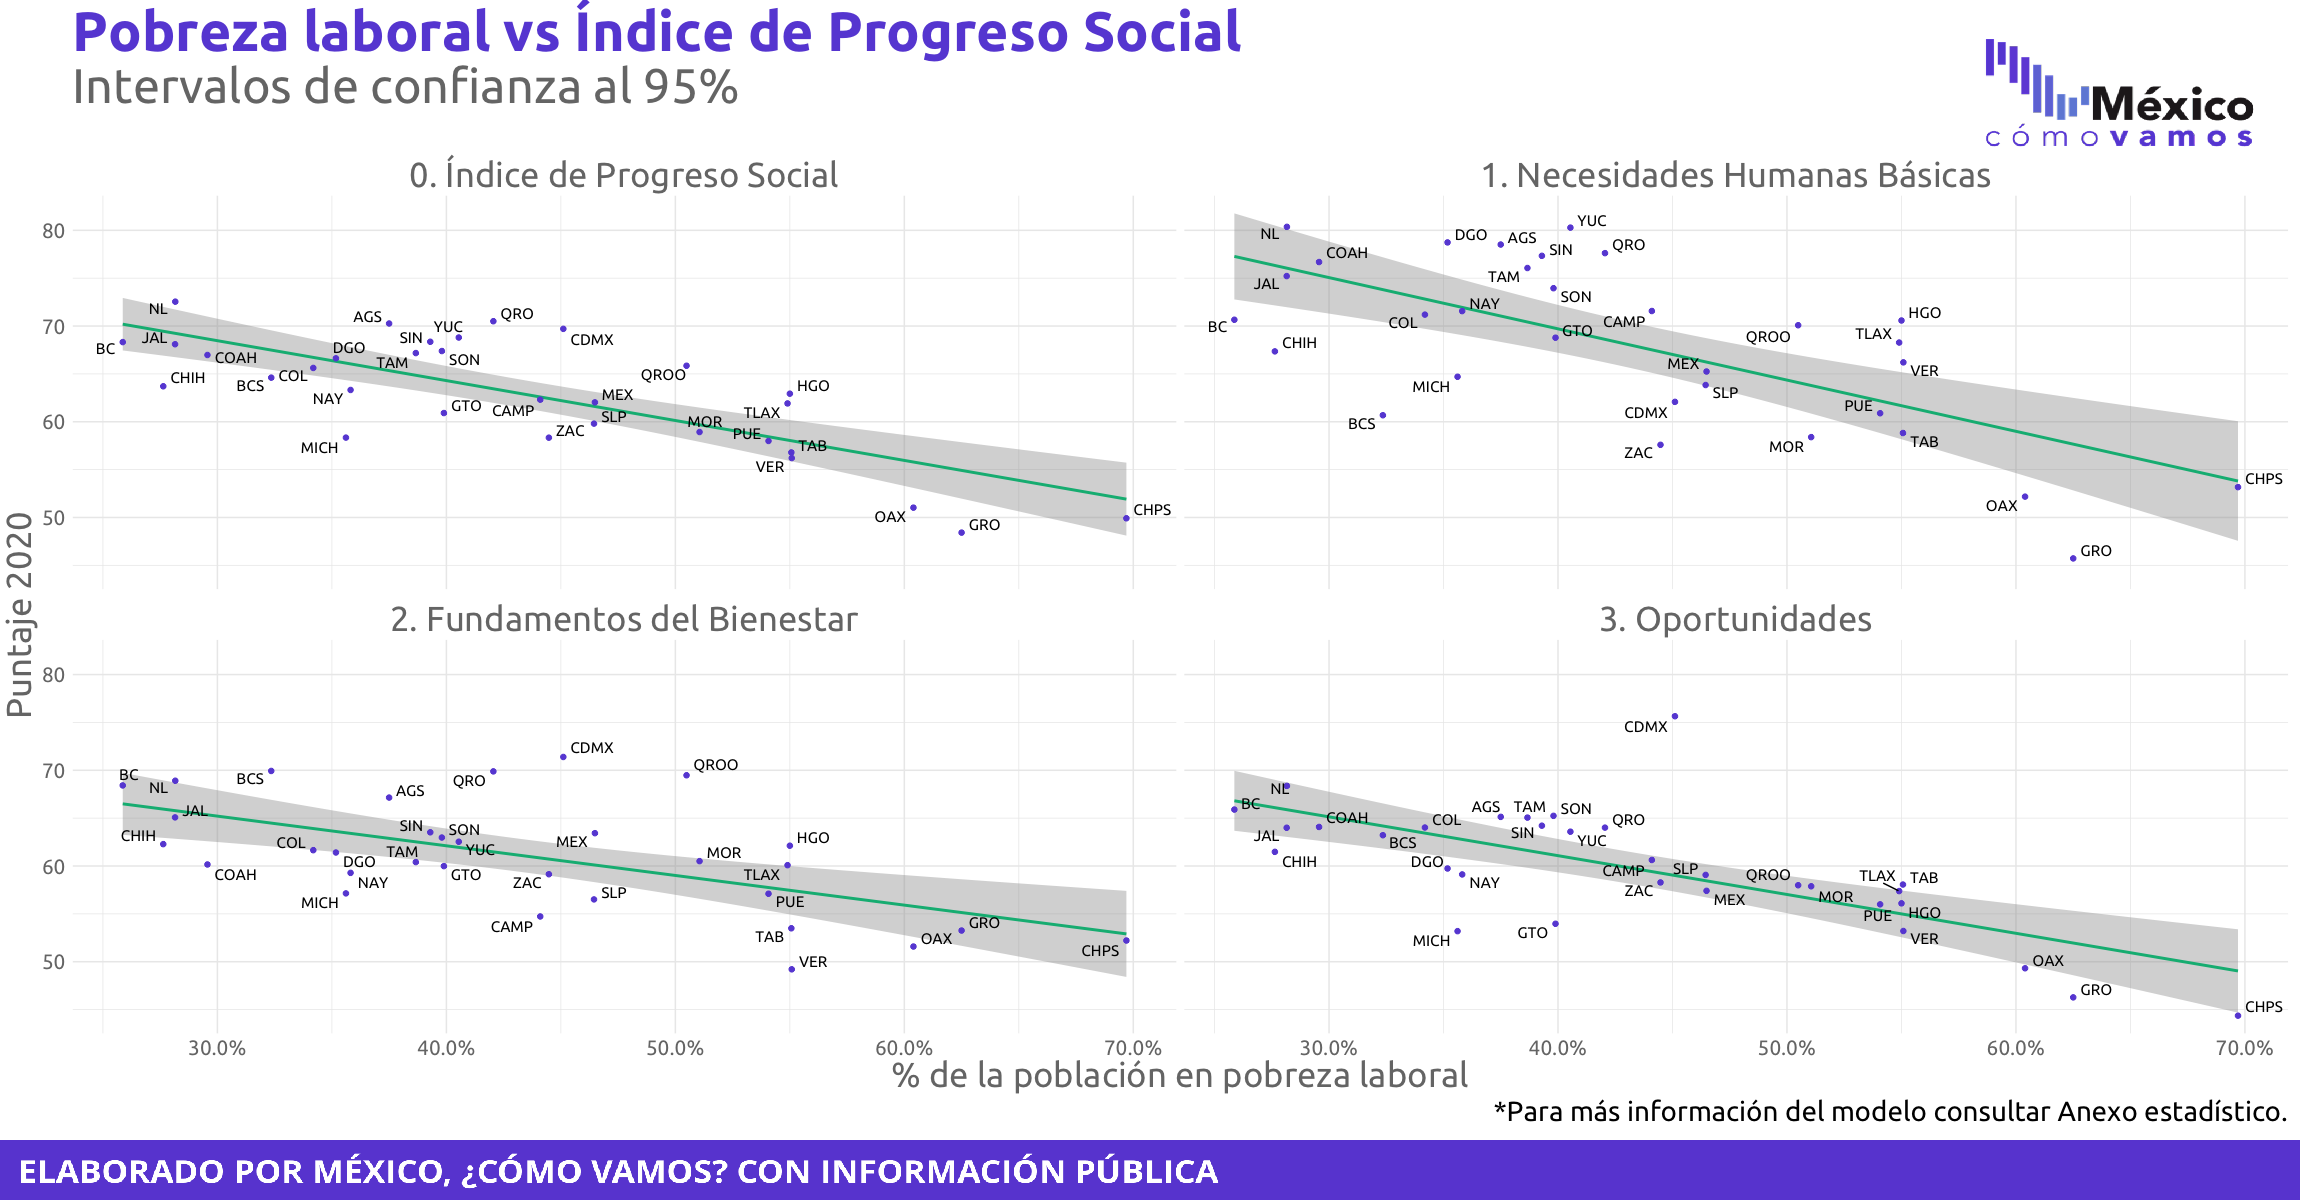 Pobreza laboral vs Índice de Progreso Social
Intervalos de confianza al 95%
México
cómovamos
Puntaje 2020
0. Índice de Progreso Social
80
70
60
50
NL
BC
JAL
COAH
CHIH
BCS
COL
DGO
NAY
MICH
AGS
SIN
YUC
TAM
SON
GTO
QRO
CDMX
CAMP
ZAC
MEX
SLP
QROO
MOR
PUE
TLAX
HGO
TAB
VER
OAX
GRO
CHPS
1. Necesidades Humanas Básicas
NL
COAH
JAL
BC
CHIH
BCS
COL
MICH
DGO
NAY
AGS
TAM
SIN
YUC
QRO
SON
GTO
CAMP
MEX
SLP
CDMX
ZAC
QROO
MOR
PUE
TLAX
HGO
VER
TAB
OAX
GRO
CHPS
2. Fundamentos del Bienestar
80
70
60
50
BC
NL
JAL
CHIH
COAH
BCS
COL
DGO
NAY
MICH
AGS
SIN
SON
YUC
TAM
GTO
QRO
CDMX
ZAC
CAMP
MEX
SLP
QROO
MOR
HGO
TLAX
PUE
TAB
VER
OAX
GRO
CHPS
30.0%
40.0%
50.0%
60.0%
70.0%
3. Oportunidades
CDMX
NL
BC
JAL
COAH
CHIH
BCS
COL
DGO
NAY
MICH
AGS
TAM
SON
SIN
YUC
QRO
GTO
CAMP
ZAC
SLP
MEX
QROO
MOR
TLAX
TAB
PUE
HGO
VER
OAX
GRO
CHPS
30.0%
40.0%
50.0%
60.0%
70.0%
% de la población en pobreza laboral
*Para más información del modelo consultar Anexo estadístico.
ELABORADO POR MÉXICO, ¿CÓMO VAMOS? CON INFORMACIÓN PÚBLICA